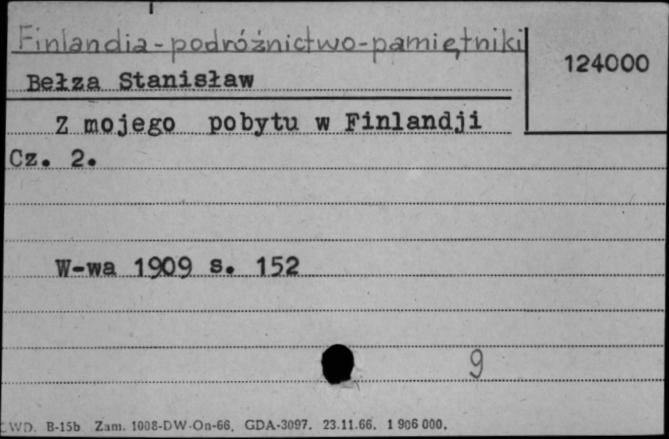 Finlandia-podróżnictwo-pamiętniki
124000
Bełza Stanisław
Z mojego pobytu w Finlandji
Cz. 2.
W-wa 1909 s. 152
9
B-15b Zam. 1008-DW-On-66. GDA-3097. 23.11.66. 1 906 000.